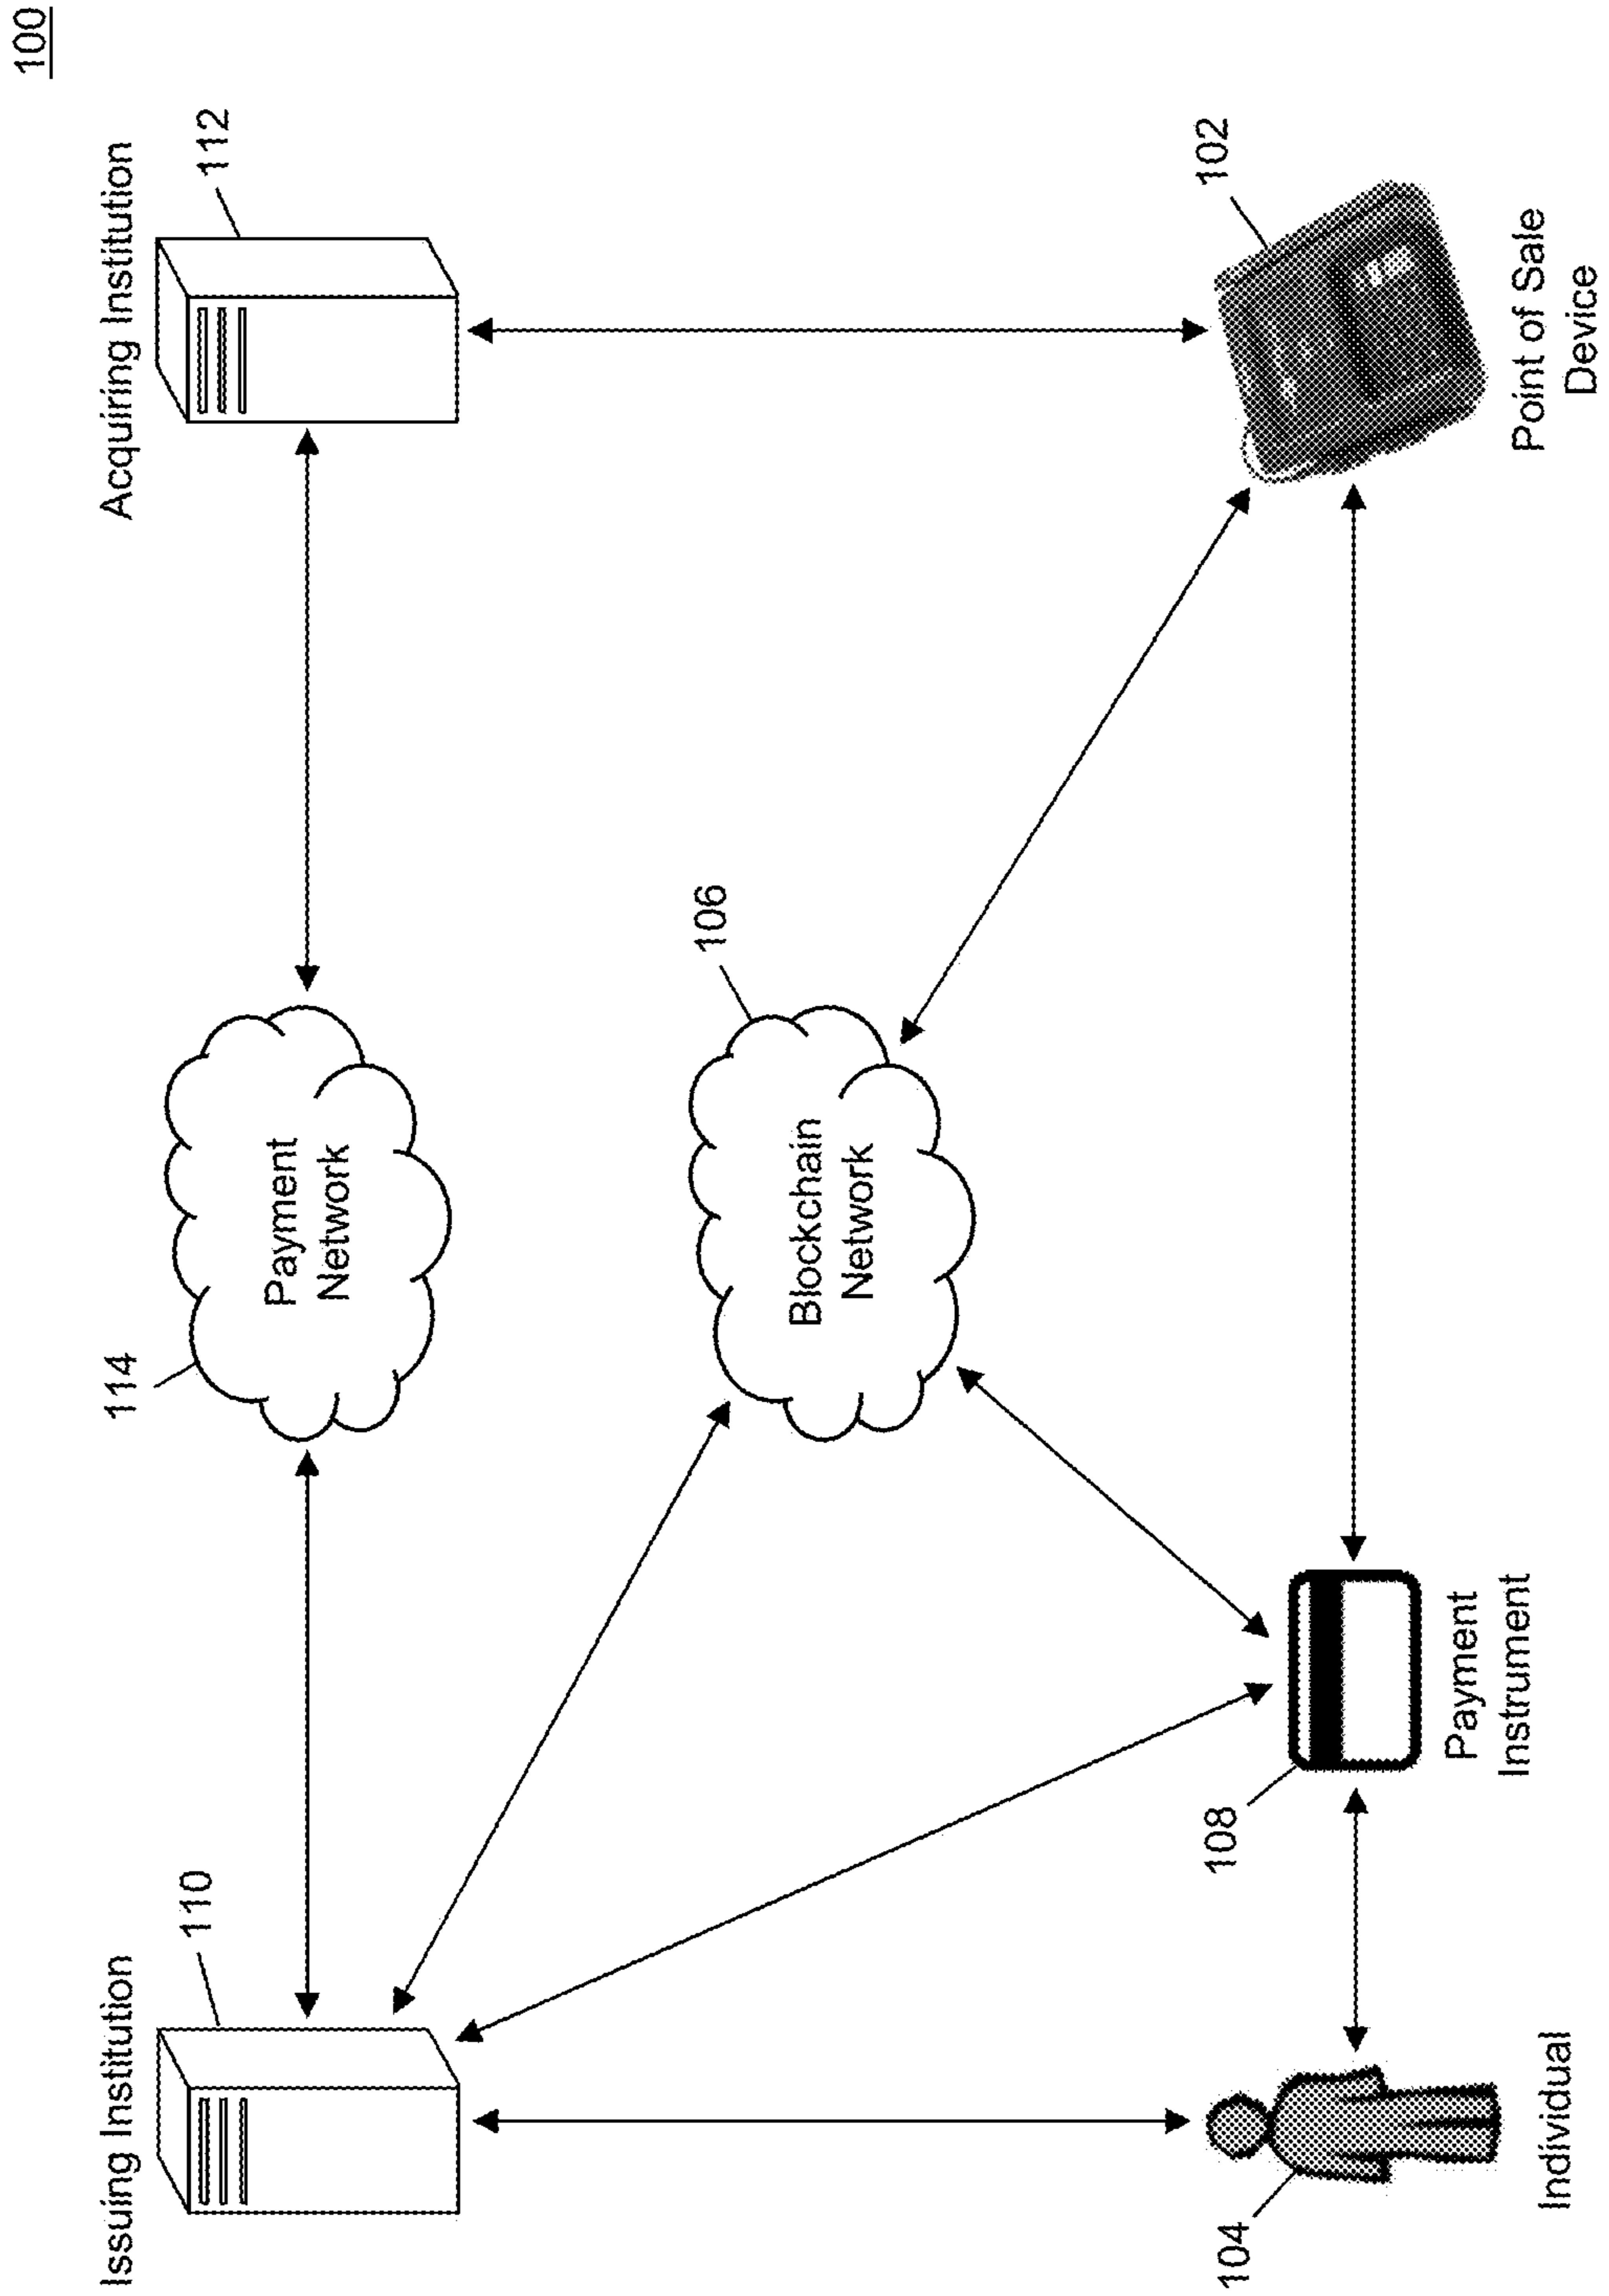 100
Issuing Institution
110
114
Payment
Network
Acquiring Institution
112
106
Blockchain
Network
104
Individual
108
Payment
Instrument
102
Point of Sale
Device